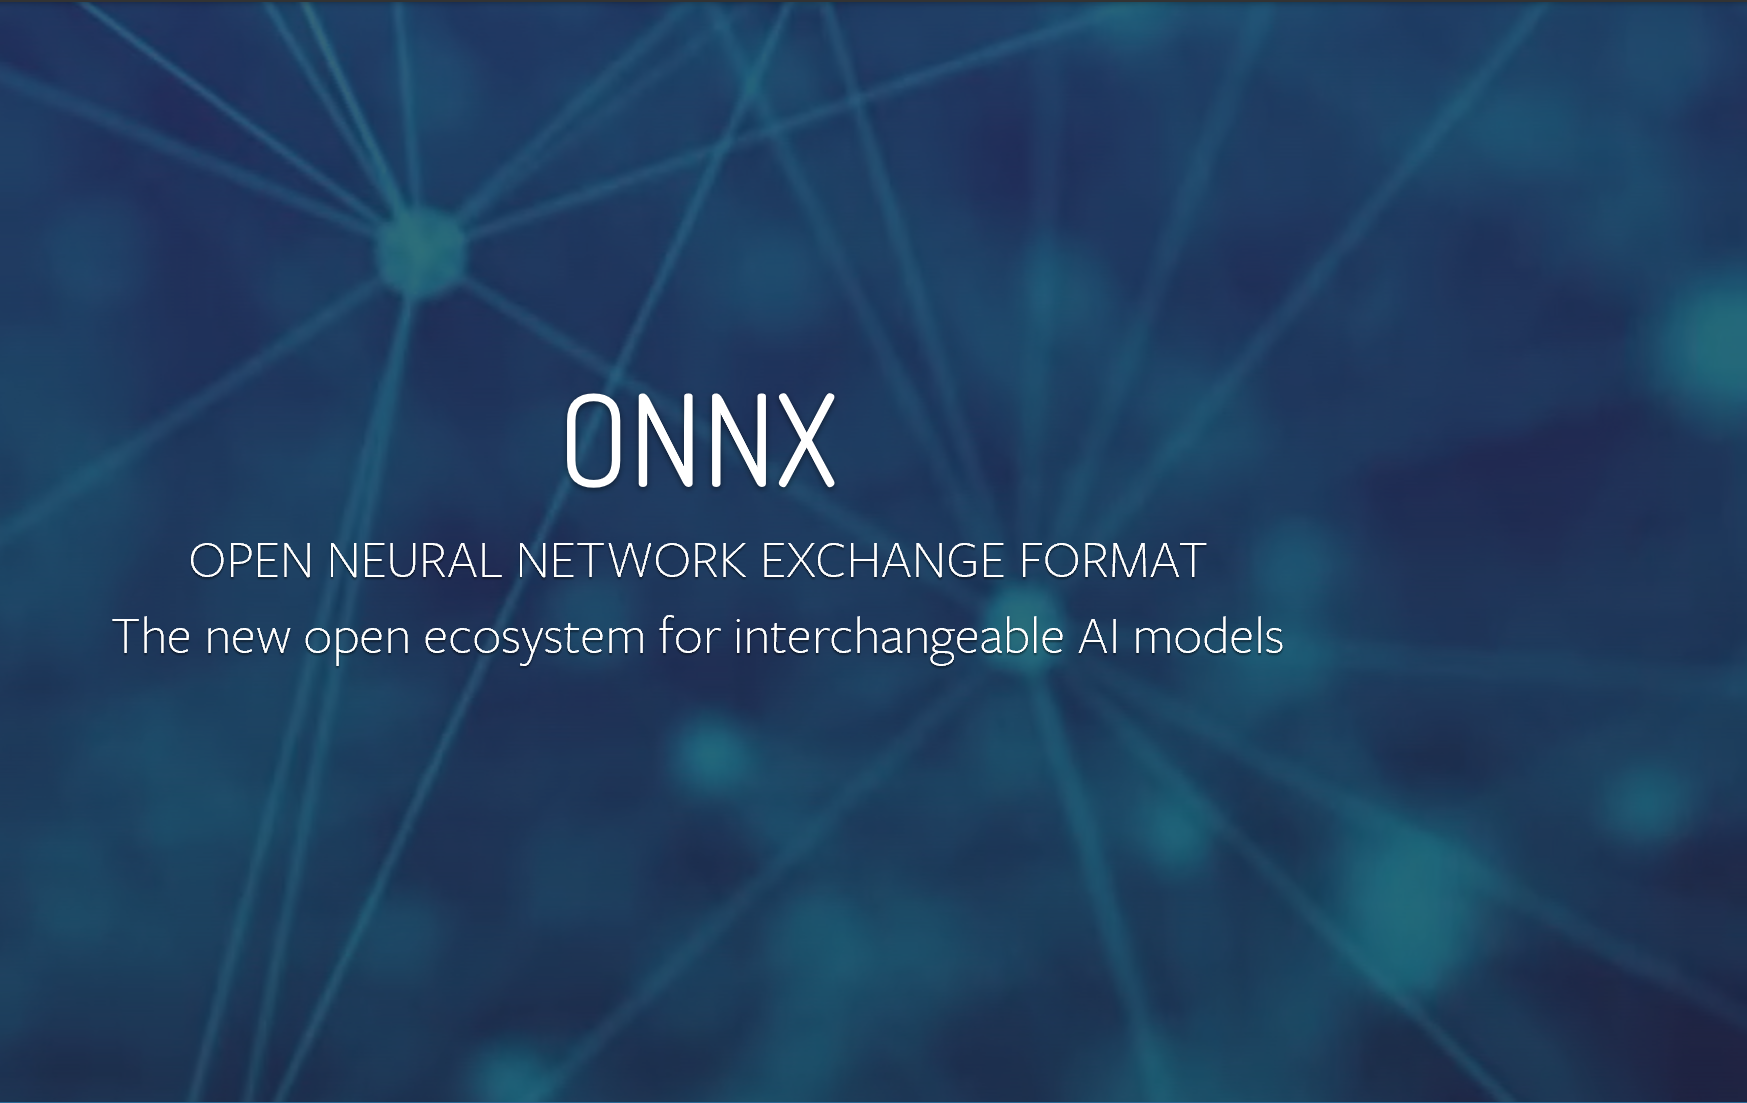 ONNX
OPEN NEURAL NETWORK EXCHANGE FORMAT
The new open ecosystem for interchangeable AI models